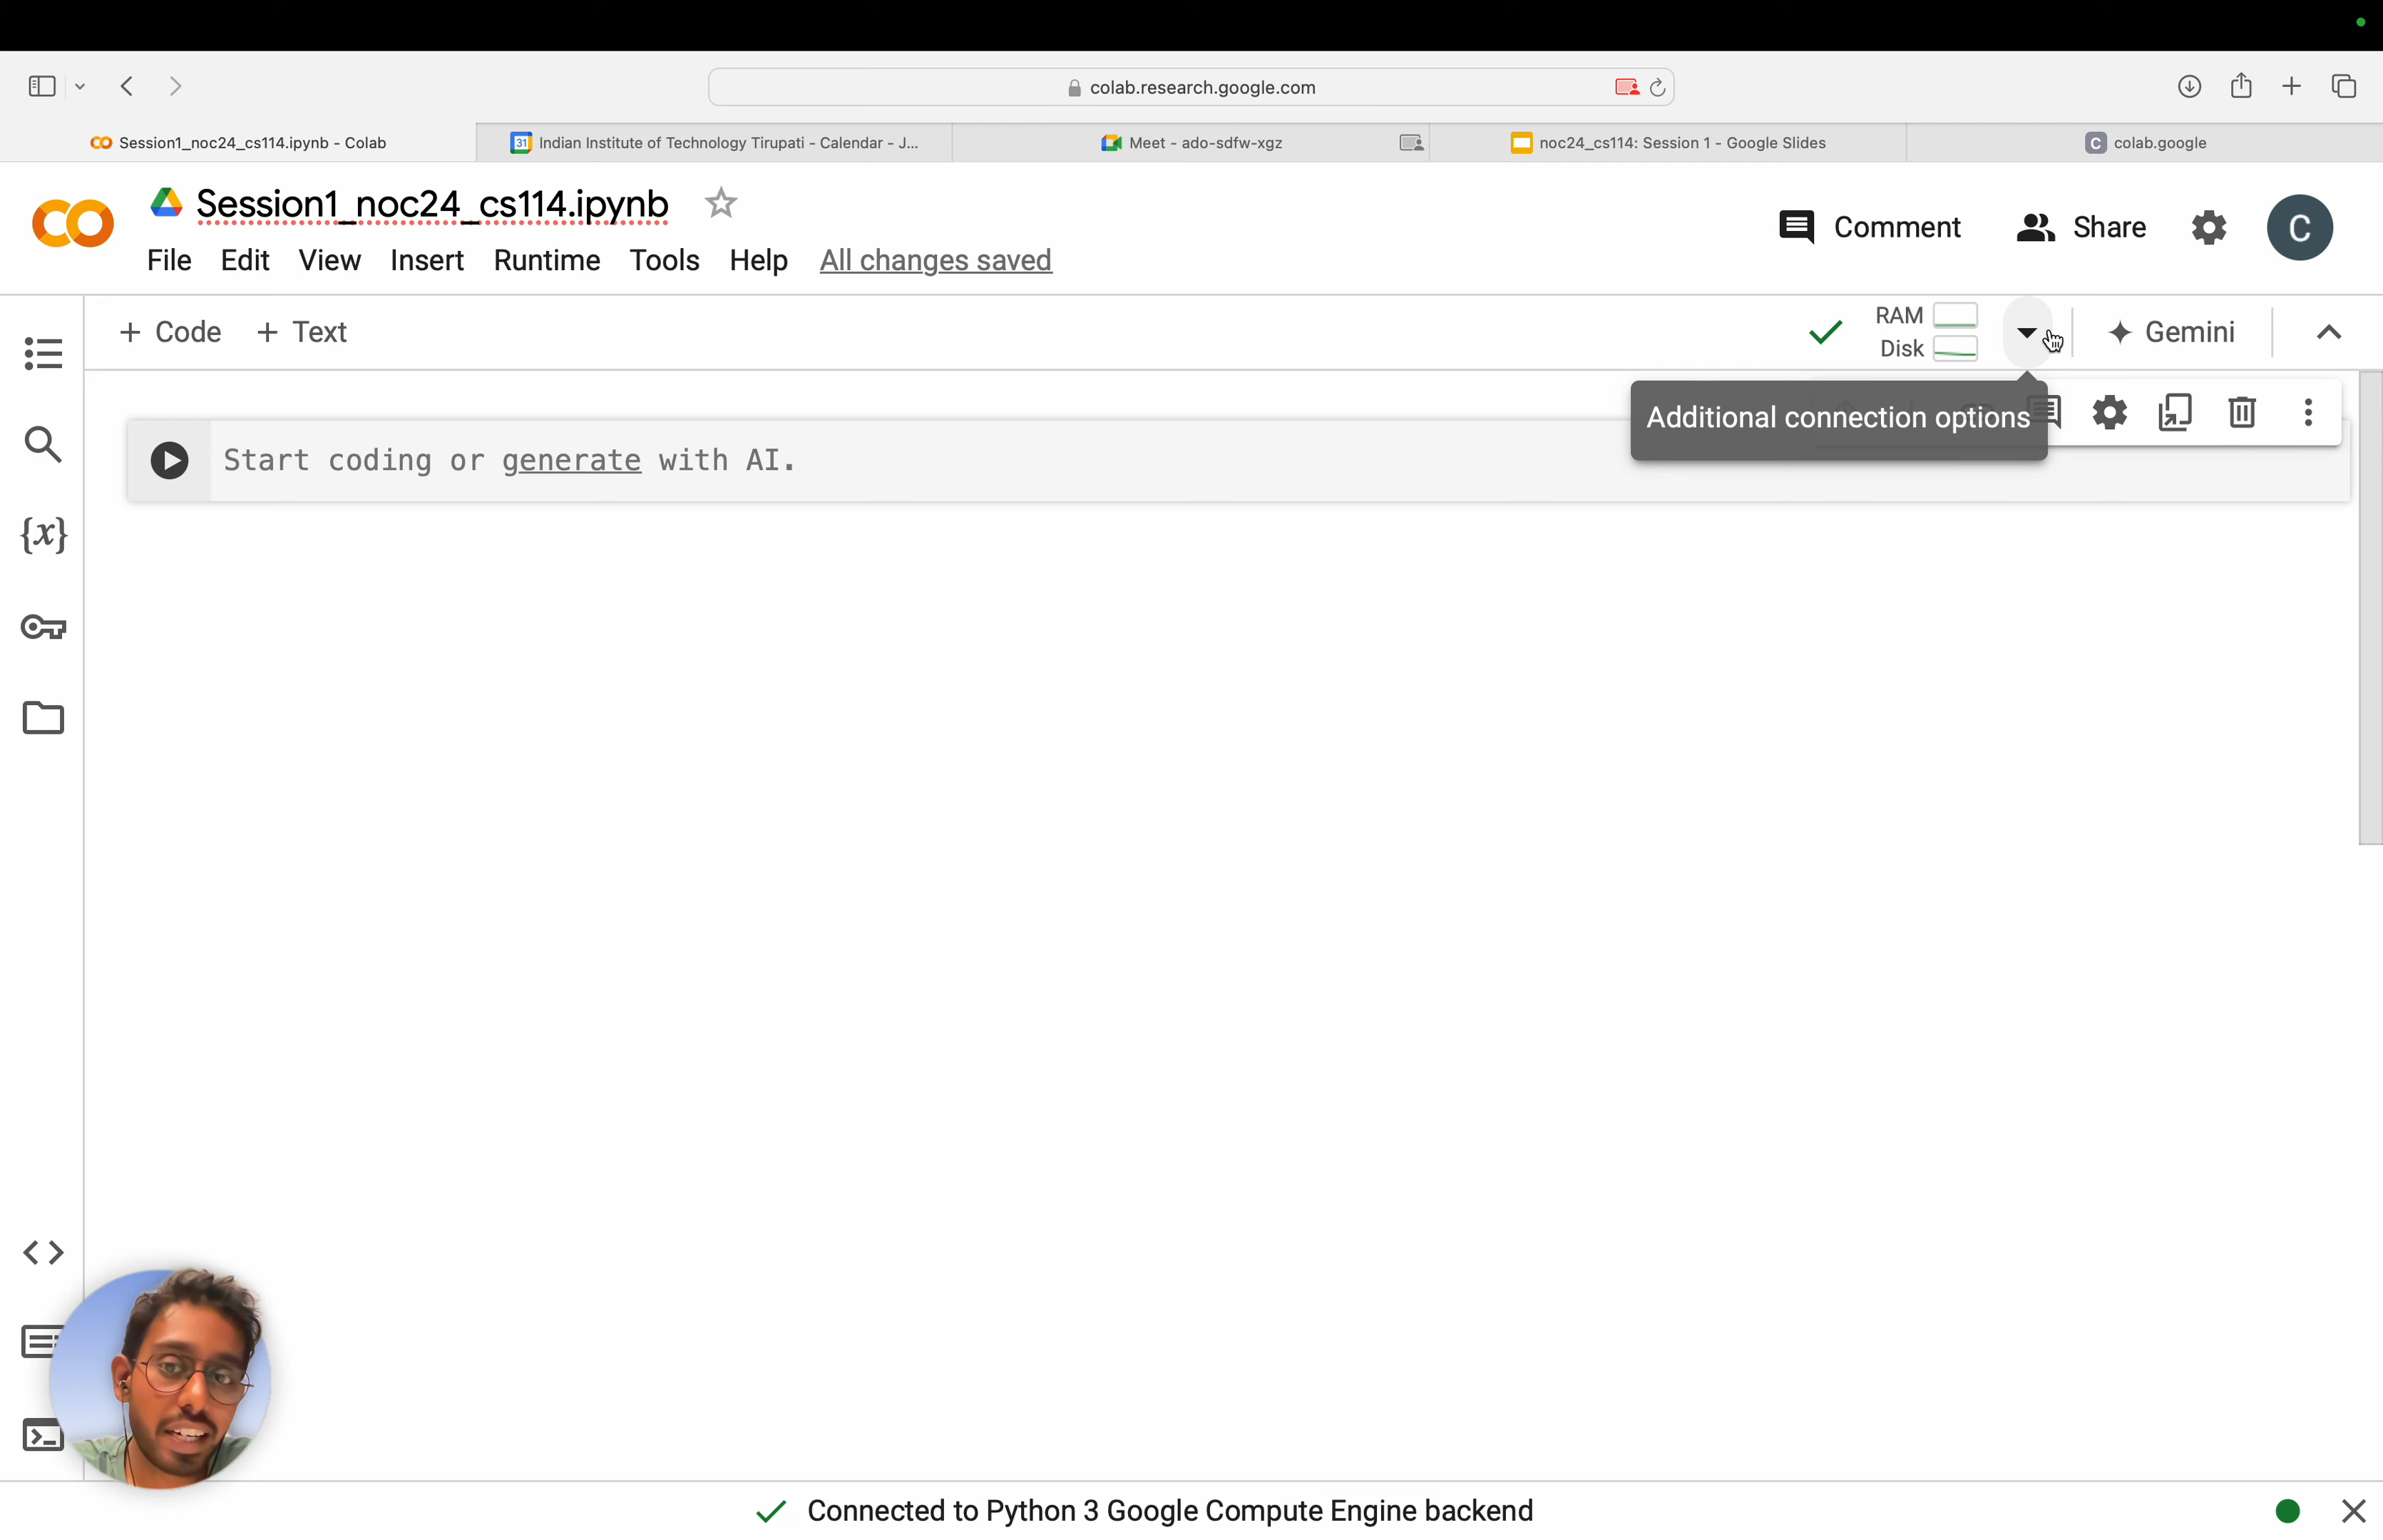 colab.research.google.com
Session1_noc24_cs114.ipynb - Colab
31 Indian Institute of Technology Tirupati - Calendar - J...
Meet - ado-sdfw-xgz
noc24_cs114: Session 1 - Google Slides
C colab.google
Session1_noc24_cs114.ipynb
Comment Share C
File Edit View Insert Runtime Tools Help All changes saved
+ Code + Text
RAM
Disk
Gemini
Additional connection options
Start coding or generate with AI.
{x}
Connected to Python 3 Google Compute Engine backend